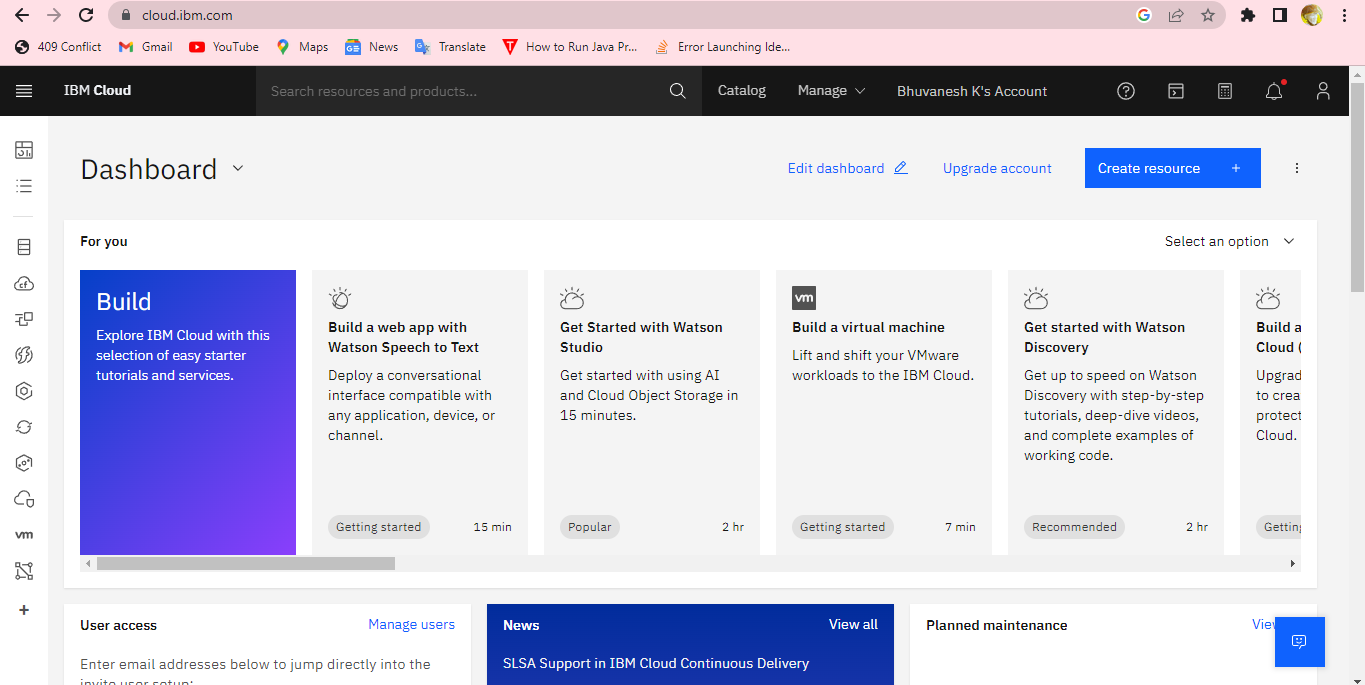 cloud.ibm.com
409 Conflict
Gmail
YouTube
Maps
News
Translate
How to Run Java Pr...
Error Launching Ide...
IBM Cloud
Search resources and products...
Catalog
Manage
Bhuvanesh K's Account
Dashboard
Edit dashboard
Upgrade account
Create resource +
For you
Select an option
Build
Explore IBM Cloud with this
selection of easy starter
tutorials and services.
Build a web app with
Watson Speech to Text
Deploy a conversational
interface compatible with
any application, device, or
channel.
Getting started
15 min
Get Started with Watson
Studio
Get started with using AI
and Cloud Object Storage in
15 minutes.
Popular
2 hr
vm
Build a virtual machine
Lift and shift your VMware
workloads to the IBM Cloud.
Getting started
7 min
Get started with Watson
Discovery
Get up to speed on Watson
Discovery with step-by-step
tutorials, deep-dive videos,
and complete examples of
working code.
Recommended
2 hr
Build a
Cloud (
Upgrad
to crea
protect
Cloud.
Getting
cf
vm
User access
Manage users
Enter email addresses below to jump directly into the
invite user setup:
News
View all
SLSA Support in IBM Cloud Continuous Delivery
Planned maintenance
View